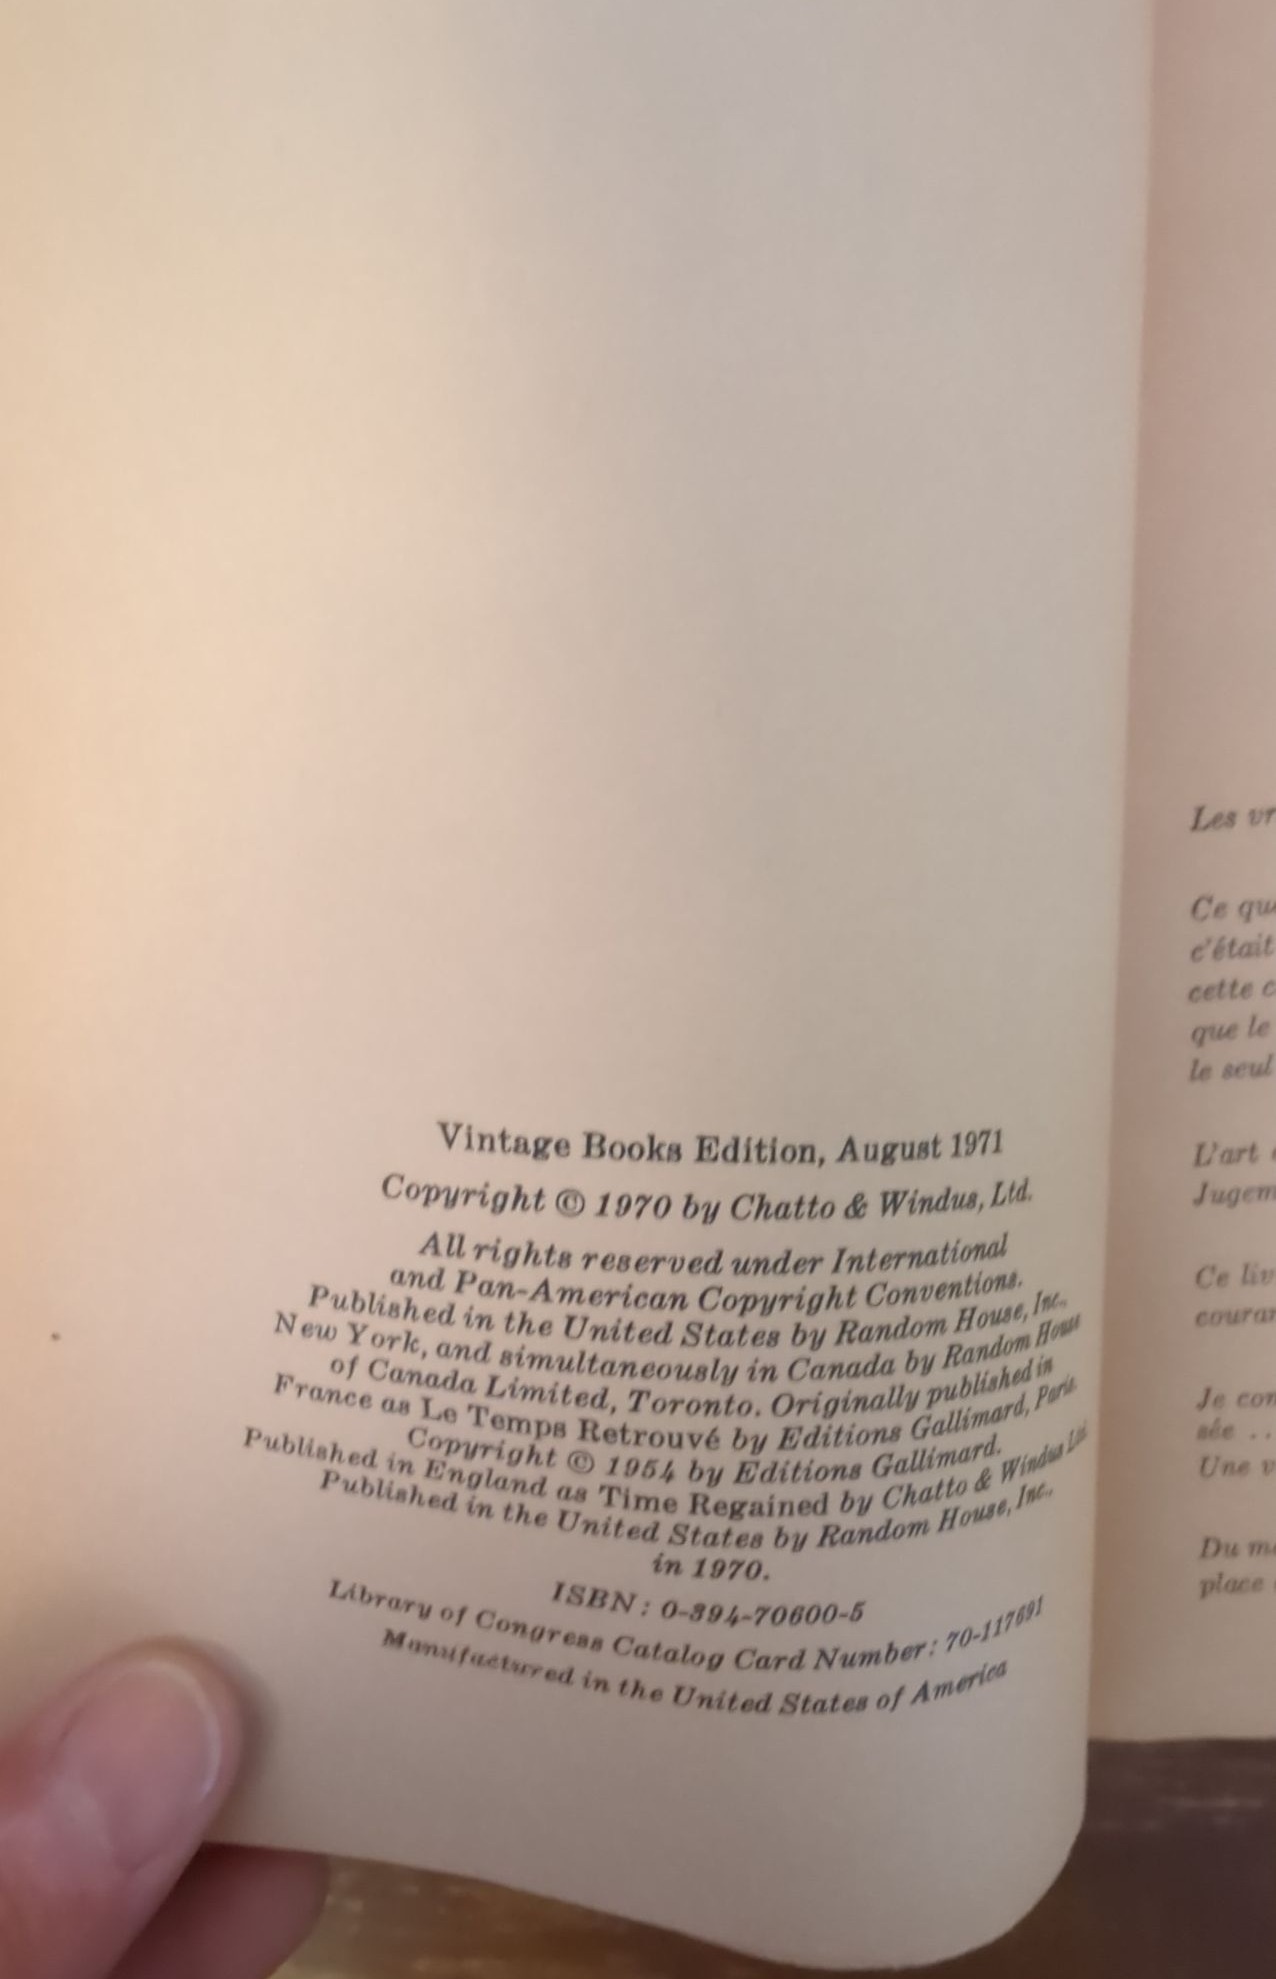 Vintage Books Edition, August 1971
Copyright © 1970 by Chatto & Windus, Ltd.
All rights reserved under International
and Pan-American Copyright Conventions.
Published in the United States by Random House, Inc.,
New York, and simultaneously in Canada by Random House
of Canada Limited, Toronto. Originally published in
France as Le Temps Retrouvé by Editions Gallimard, Paris.
Copyright © 1954 by Editions Gallimard.
Published in England as Time Regained by Chatto & Windus Ltd.
Published in the United States by Random House, Inc.,
in 1970.
ISBN: 0-394-70600-5
Library of Congress Catalog Card Number: 70-117691
Manufactured in the United States of America
Les
Ce
c'était
cette
que le
le seul
L'art
Ce
Je
sée ..
Une
Du
place